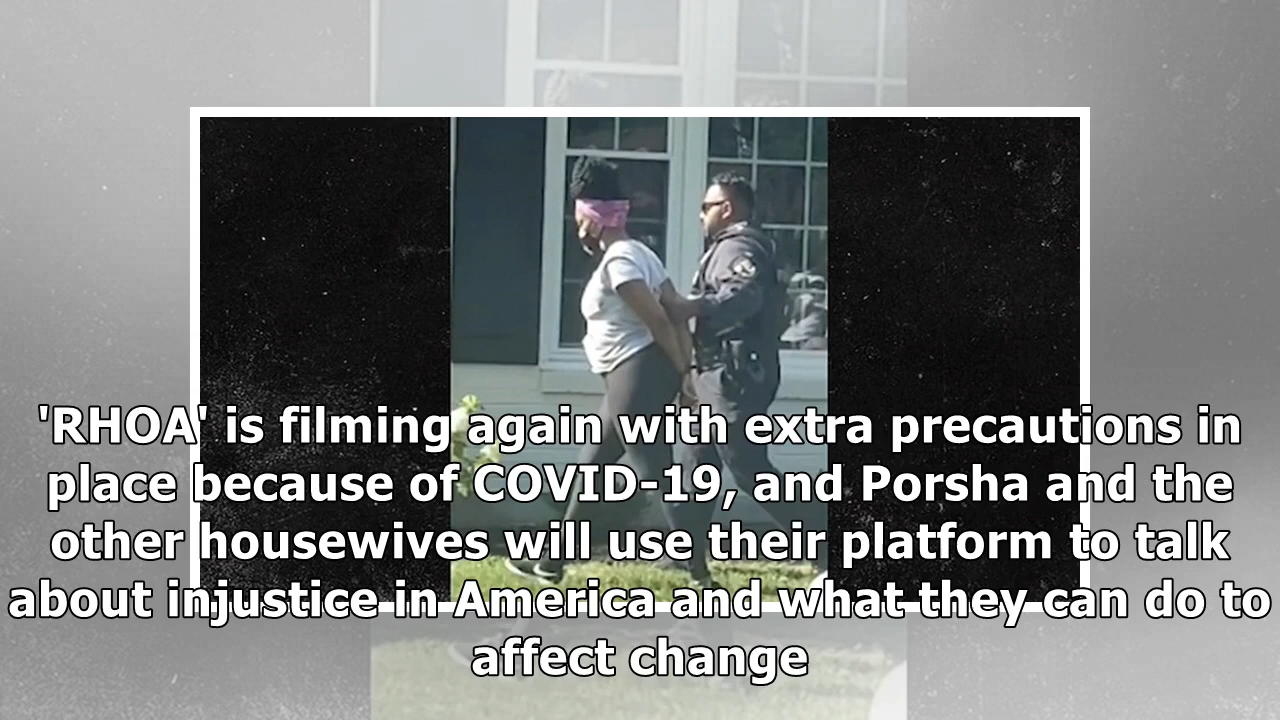 'RHOA' is filming again with extra precautions in
place because of COVID-19, and Porsha and the
other housewives will use their platform to talk
about injustice in America and what they can do to
affect change